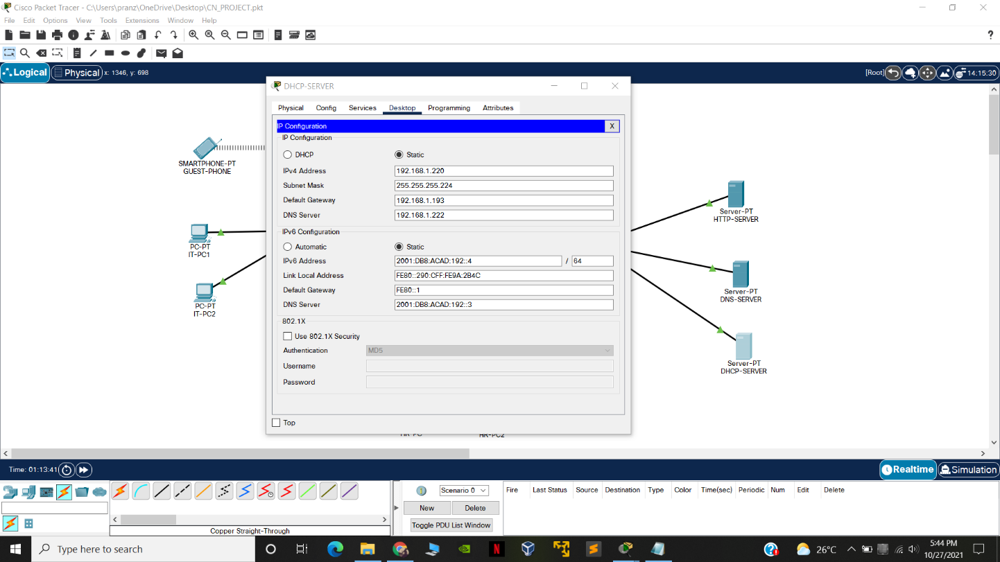 Cisco Packet Tracer - C:\Users\pranz\OneDrive\Desktop\CN_PROJECT.pkt
File Edit Options View Tools Extensions Window Help
?
Logical Physical x: 1346, y: 698 [Root] 14:15:30
DHCP-SERVER
Physical Config Services Desktop Programming Attributes
IP Configuration X
IP Configuration
DHCP Static
IPv4 Address 192.168.1.220
Subnet Mask 255.255.255.224
Default Gateway 192.168.1.193
DNS Server 192.168.1.222
IPv6 Configuration
Automatic Static
IPv6 Address 2001:DB8:ACAD:192::4 / 64
Link Local Address FE80::290:CFF:FE9A:2B4C
Default Gateway FE80::1
DNS Server 2001:DB8:ACAD:192::3
802.1X
Use 802.1X Security
Authentication MD5
Username
Password
Top
SMARTPHONE-PT
GUEST-PHONE
PC-PT
IT-PC1
PC-PT
IT-PC2
Server-PT
HTTP-SERVER
Server-PT
DNS-SERVER
Server-PT
DHCP-SERVER
HR-PC HR-PC2
Time: 01:13:41 Realtime Simulation
Scenario 0
New Delete
Toggle PDU List Window
Fire Last Status Source Destination Type Color Time(sec) Periodic Num Edit Delete
Copper Straight-Through
Type here to search
26°C
5:44 PM
10/27/2021